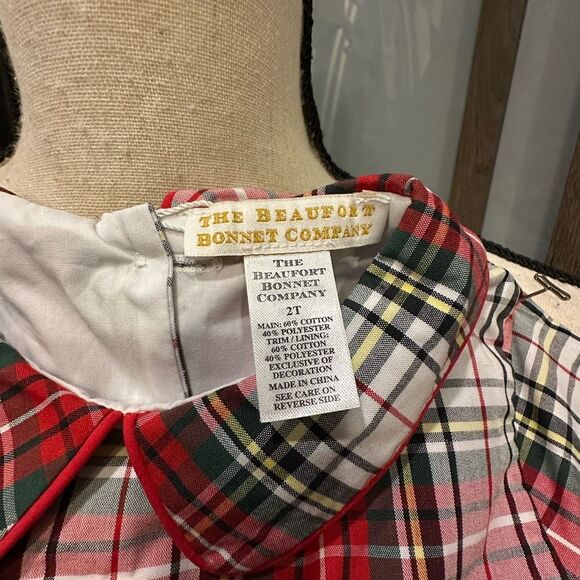 THE BEAUFORT
BONNET COMPANY
THE
BEAUFORT
BONNET
COMPANY
2T
MAIN: 60% COTTON
40% POLYESTER
TRIM / LINING:
60% COTTON
40% POLYESTER
EXCLUSIVE OF
DECORATION
MADE IN CHINA
SEE CARE ON
REVERSE SIDE